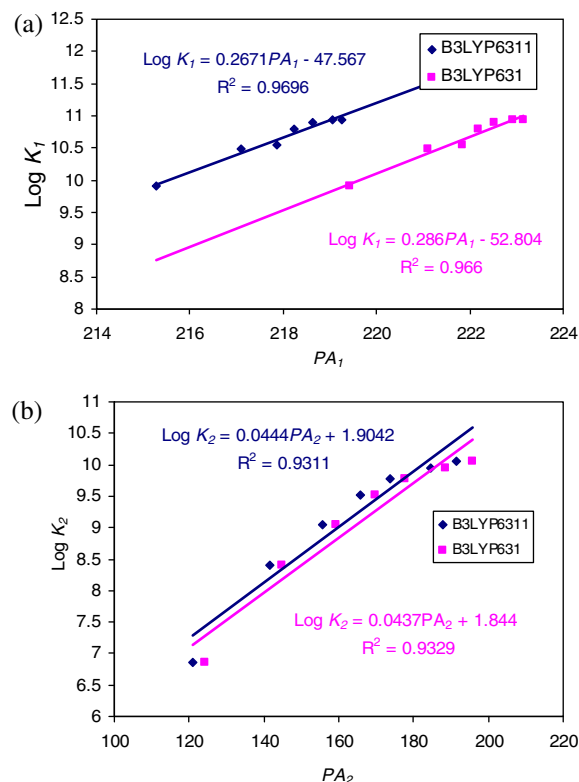 (a)
12.5
12
11.5
11
10.5
10
9.5
9
8.5
8
Log K1
Log K1 = 0.2671PA1 - 47.567
R² = 0.9696
B3LYP6311
B3LYP631
Log K1 = 0.286PA1 - 52.804
R² = 0.966
214 216 218 220 222 224
PA1
(b)
11
10.5
10
9.5
9
8.5
8
7.5
7
6.5
6
Log K2
Log K2 = 0.0444PA2 + 1.9042
R² = 0.9311
B3LYP6311
B3LYP631
Log K2 = 0.0437PA2 + 1.844
R² = 0.9329
100 120 140 160 180 200 220
PA2